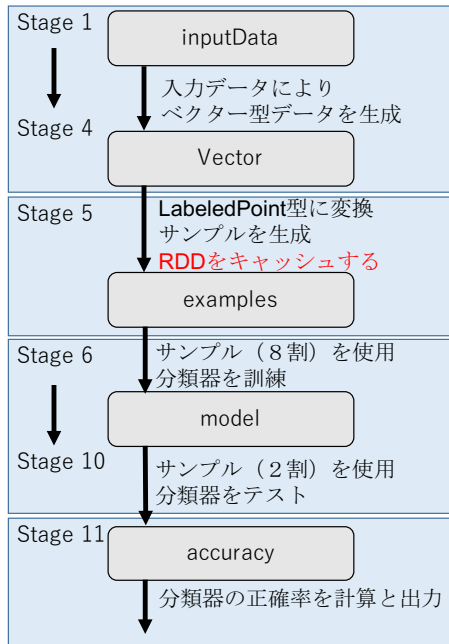 Stage 1
inputData
入力データにより
ベクター型データを生成
Stage 4
Vector
Stage 5
LabeledPoint型に変換
サンプルを生成
RDDをキャッシュする
examples
Stage 6
サンプル（８割）を使用
分類器を訓練
model
Stage 10
サンプル（２割）を使用
分類器をテスト
Stage 11
accuracy
分類器の正確率を計算と出力